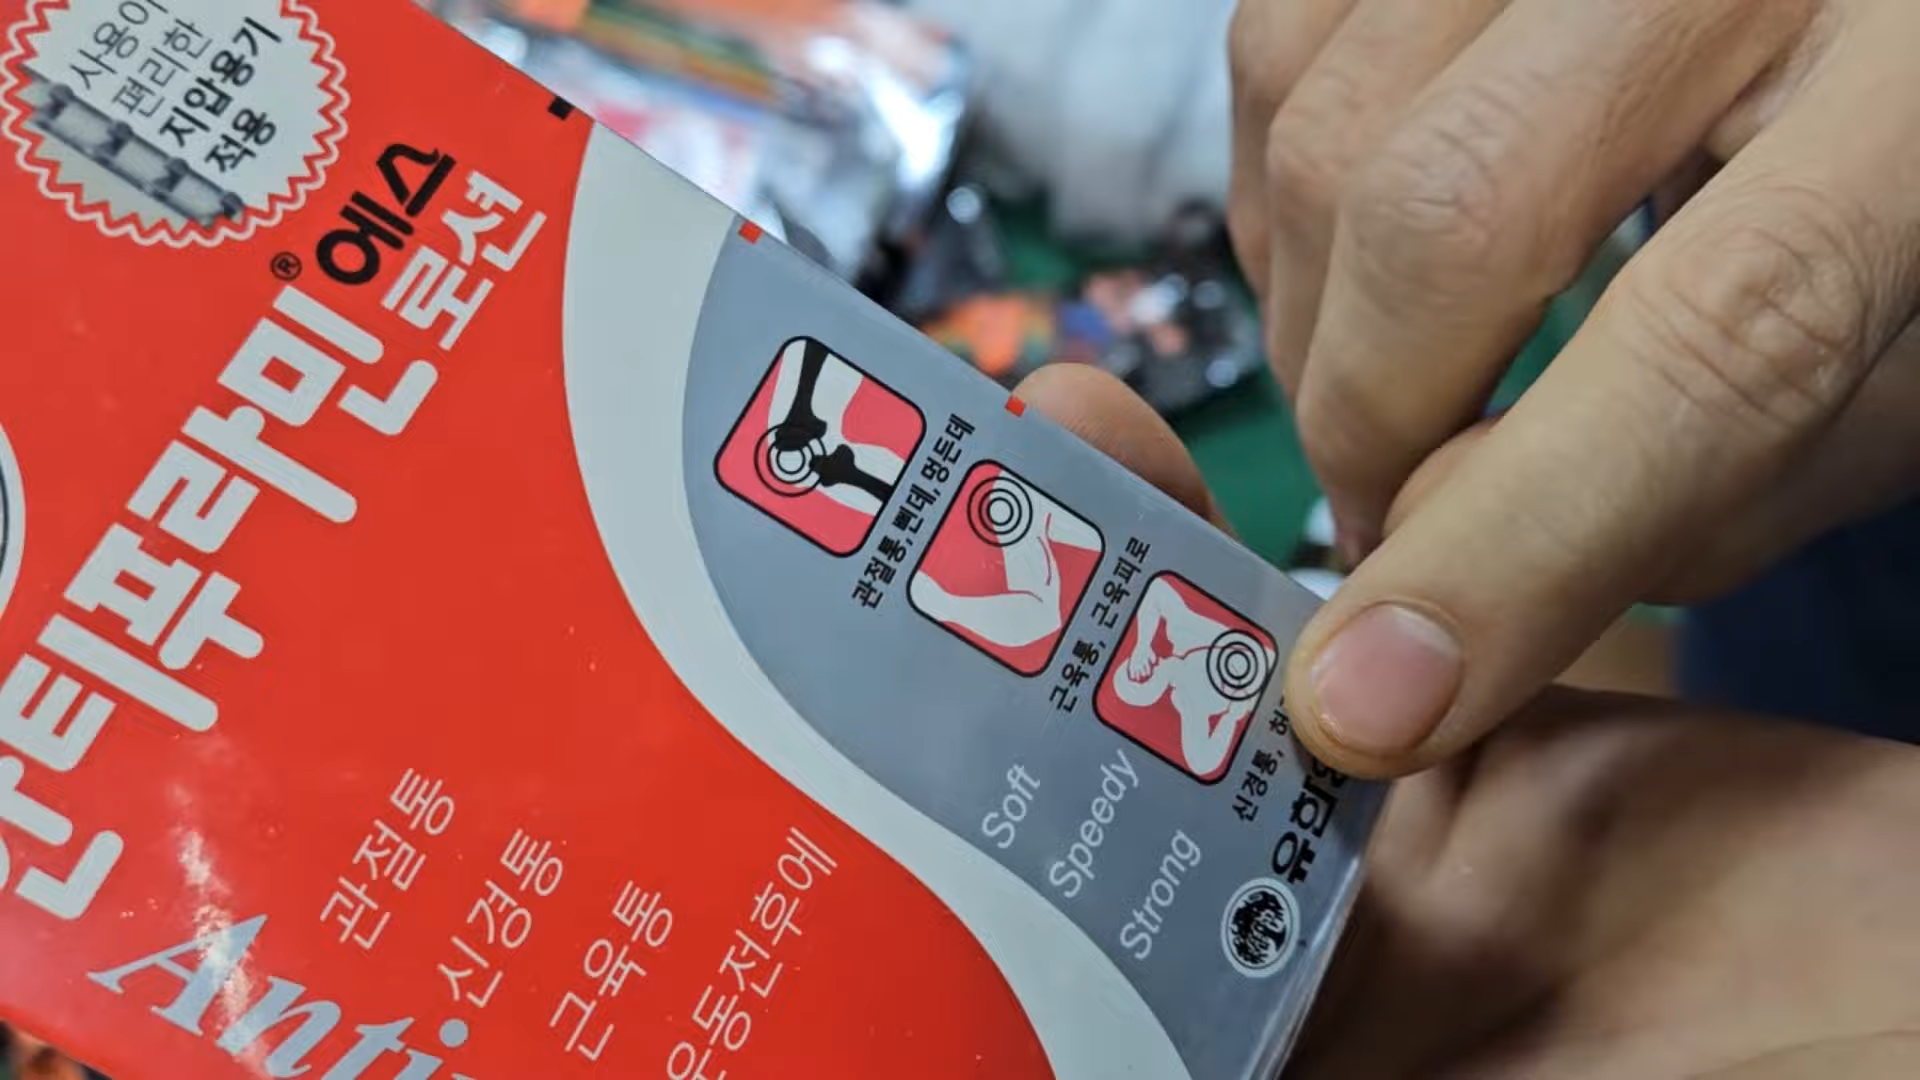 사용이
편리한
지압용기
적용
안티푸라민® 에스
로션
관절통
신경통
근육통
운동전후에
Anti
관절통, 삔데, 멍든데
근육통, 근육피로
신경통,
Soft
Speedy
Strong
유한